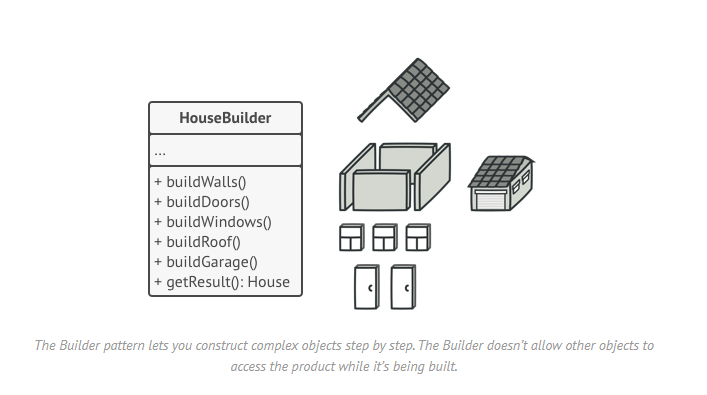 HouseBuilder
...
+ buildWalls()
+ buildDoors()
+ buildWindows()
+ buildRoof()
+ buildGarage()
+ getResult(): House
The Builder pattern lets you construct complex objects step by step. The Builder doesn’t allow other objects to
access the product while it’s being built.